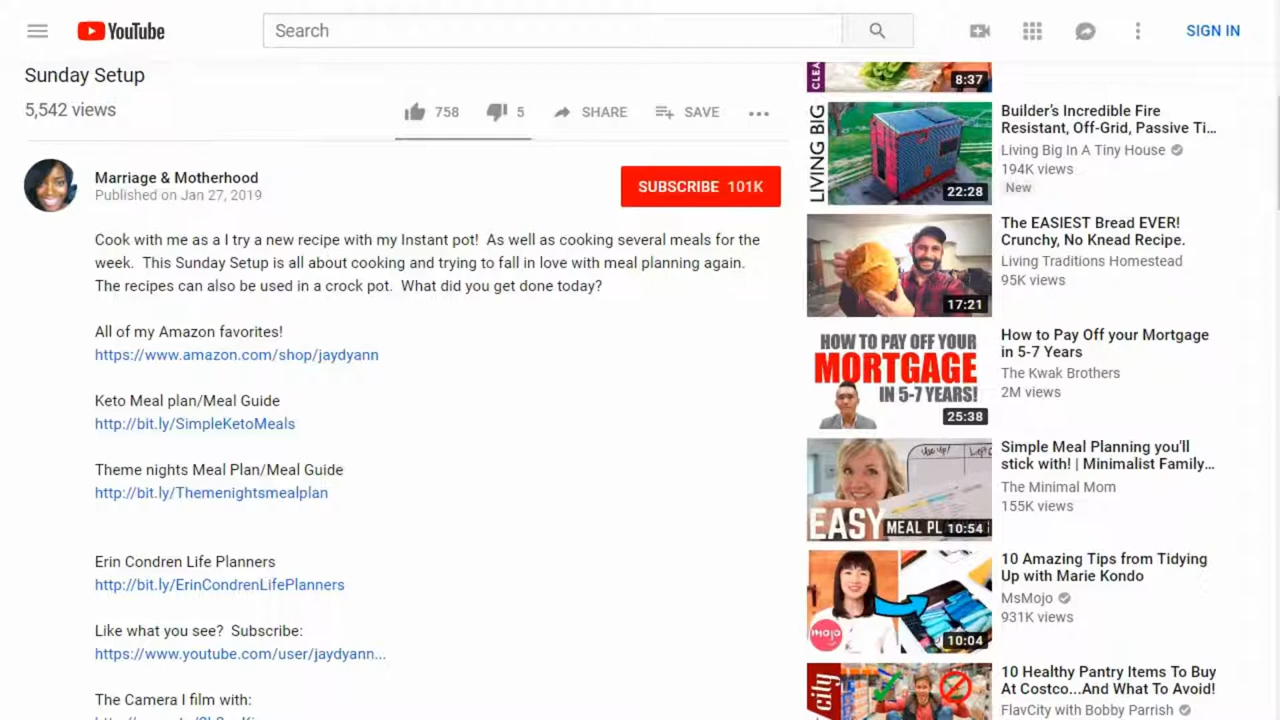 YouTube
Search
SIGN IN
Sunday Setup
5,542 views
758
5
SHARE
SAVE
Marriage & Motherhood
Published on Jan 27, 2019
SUBSCRIBE 101K
Cook with me as a I try a new recipe with my Instant pot! As well as cooking several meals for the
week. This Sunday Setup is all about cooking and trying to fall in love with meal planning again.
The recipes can also be used in a crock pot. What did you get done today?
All of my Amazon favorites!
https://www.amazon.com/shop/jaydyann
Keto Meal plan/Meal Guide
http://bit.ly/SimpleKetoMeals
Theme nights Meal Plan/Meal Guide
http://bit.ly/Themenightsmealplan
Erin Condren Life Planners
http://bit.ly/ErinCondrenLifePlanners
Like what you see? Subscribe:
https://www.youtube.com/user/jaydyann...
The Camera I film with:
8:37
LIVING BIG
22:28
Builder's Incredible Fire
Resistant, Off-Grid, Passive Ti...
Living Big In A Tiny House
194K views
New
17:21
The EASIEST Bread EVER!
Crunchy, No Knead Recipe.
Living Traditions Homestead
95K views
HOW TO PAY OFF YOUR
MORTGAGE
IN 5-7 YEARS!
25:38
How to Pay Off your Mortgage
in 5-7 Years
The Kwak Brothers
2M views
EASY MEAL PL
10:54
Simple Meal Planning you'll
stick with! | Minimalist Family...
The Minimal Mom
155K views
mojo
10:04
10 Amazing Tips from Tidying
Up with Marie Kondo
MsMojo
931K views
city
10 Healthy Pantry Items To Buy
At Costco...And What To Avoid!
FlavCity with Bobby Parrish